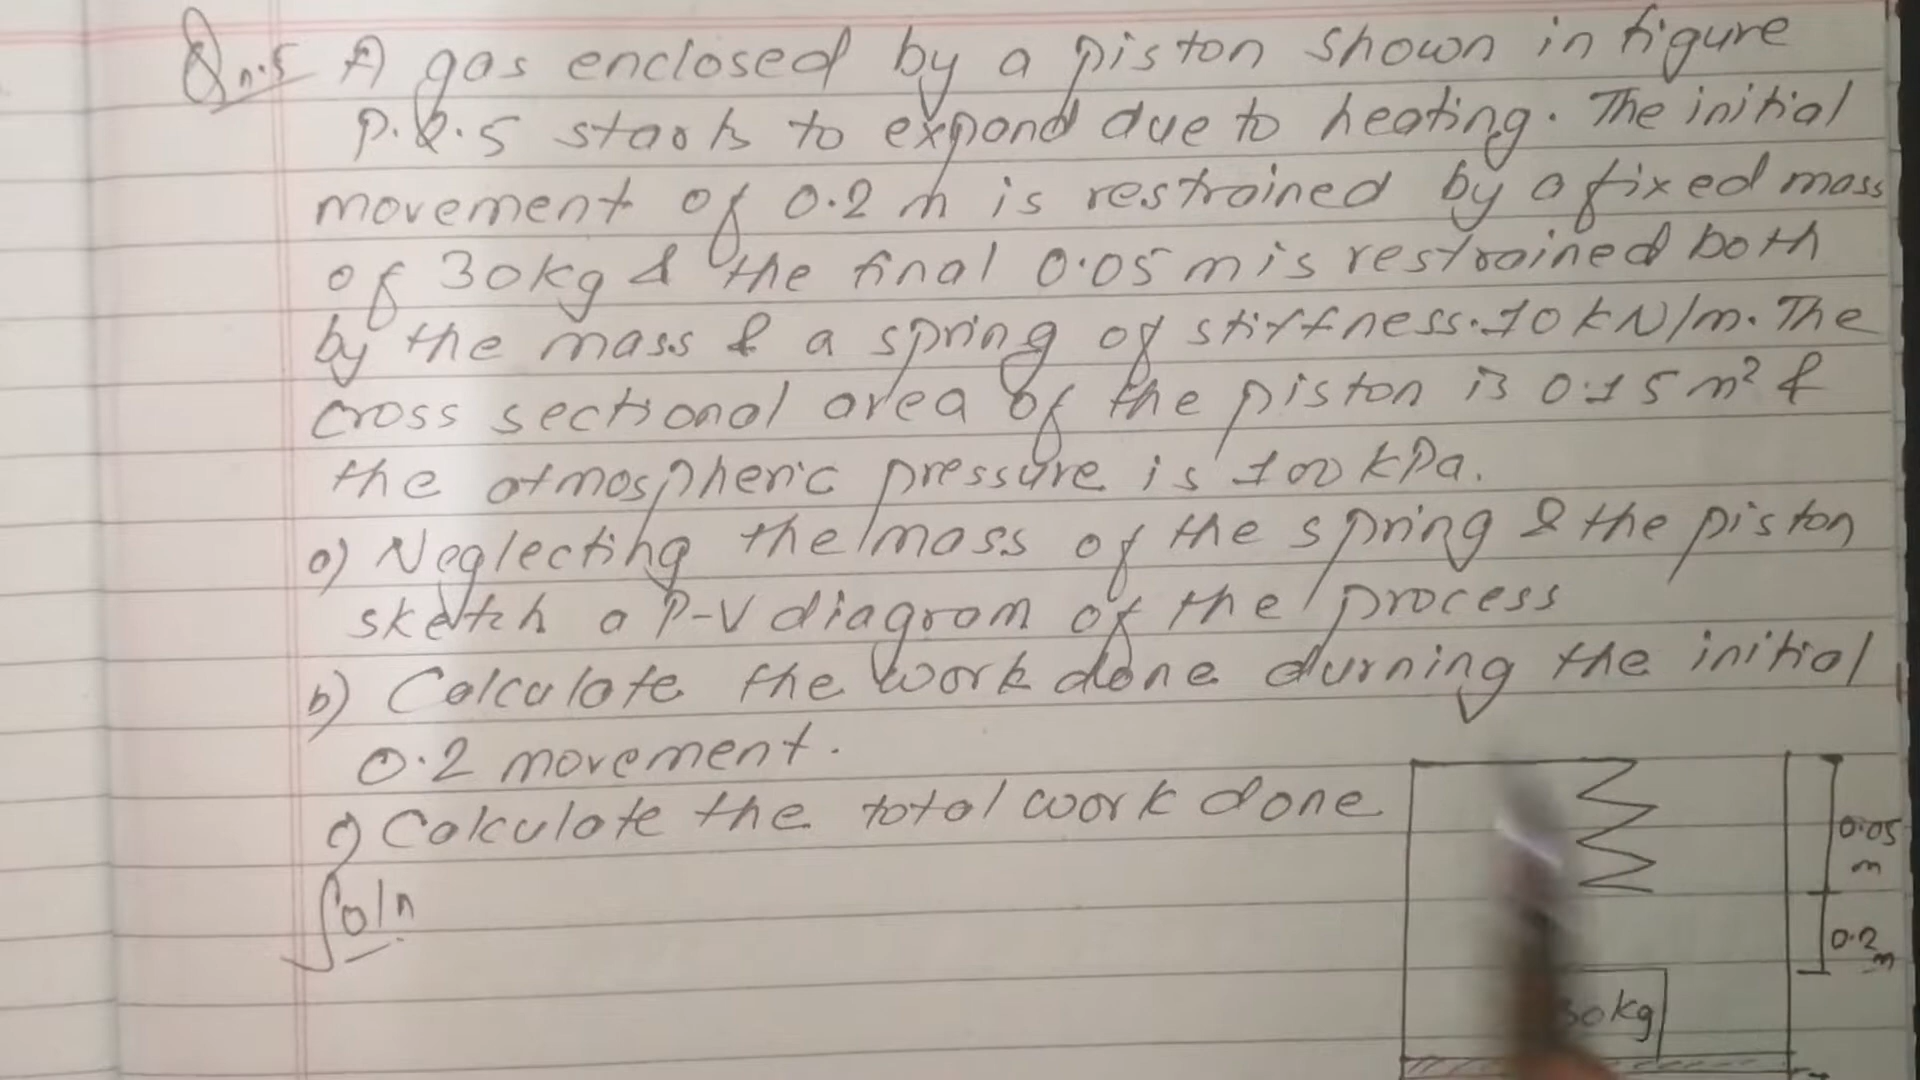 Qn.5 A gas enclosed by a piston shown in figure
P.2.5 starts to expand due to heating. The initial
movement of 0.2 m is restrained by a fixed mass
of 30kg & the final 0.05 m is restrained both
by the mass & a spring of stiffness.10kN/m. The
cross sectional area of the piston is 0.15 m² &
the atmospheric pressure is 100 kPa.
a) Neglecting the mass of the spring & the piston
sketch a P-V diagram of the process
b) Calculate the work done durning the initial
0.2 movement.
c) Calculate the total work done
Soln
0.05
m
0.2
m
30kg